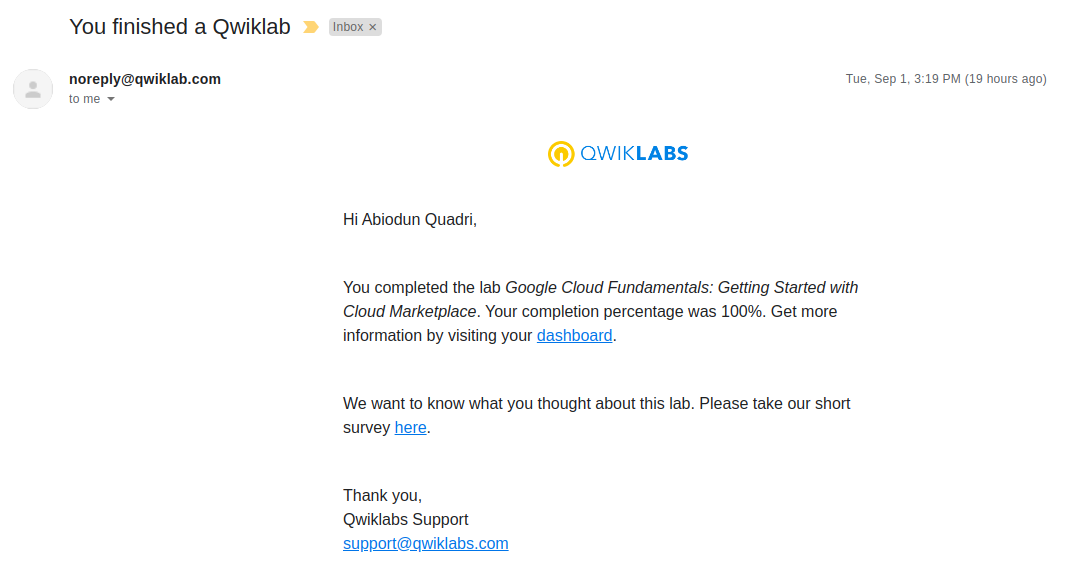 You finished a Qwiklab Inbox ×
noreply@qwiklab.com Tue, Sep 1, 3:19 PM (19 hours ago)
to me
QWIKLABS
Hi Abiodun Quadri,
You completed the lab Google Cloud Fundamentals: Getting Started with
Cloud Marketplace. Your completion percentage was 100%. Get more
information by visiting your dashboard.
We want to know what you thought about this lab. Please take our short
survey here.
Thank you,
Qwiklabs Support
support@qwiklabs.com